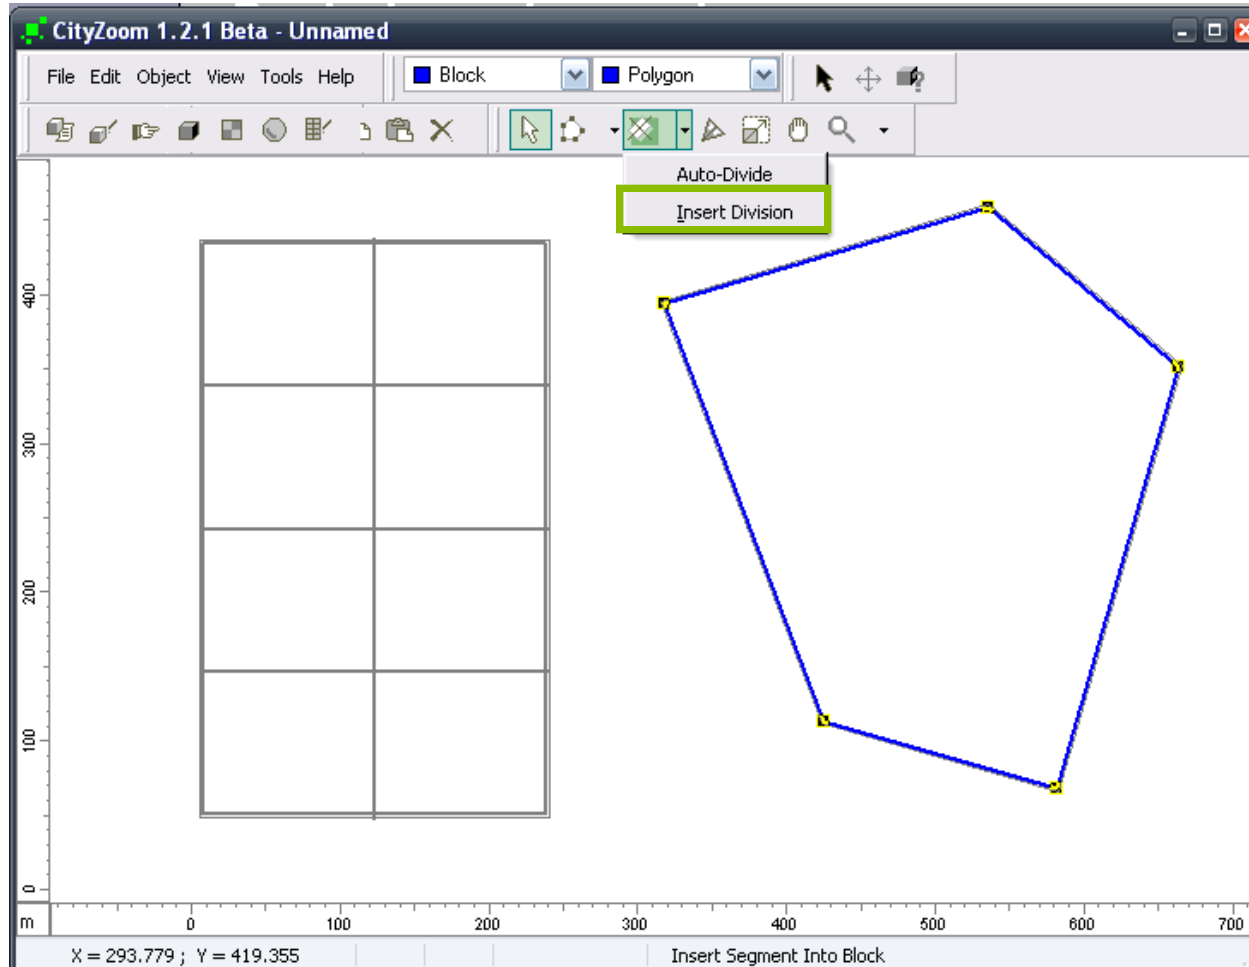 CityZoom 1.2.1 Beta - Unnamed
File Edit Object View Tools Help
Block
Polygon
Auto-Divide
Insert Division
400
300
200
100
0
m
0 100 200 300 400 500 600 700
X = 293.779 ; Y = 419.355
Insert Segment Into Block